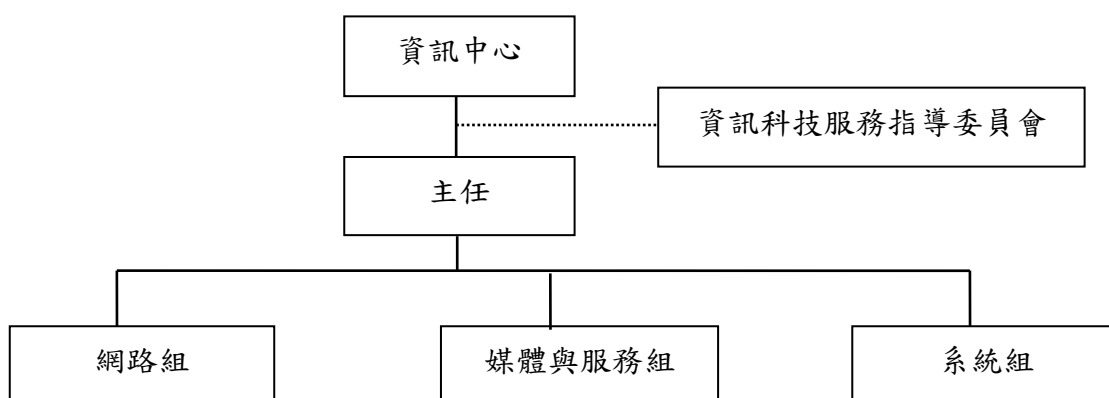 資訊中心
資訊科技服務指導委員會
主任
網路組
媒體與服務組
系統組